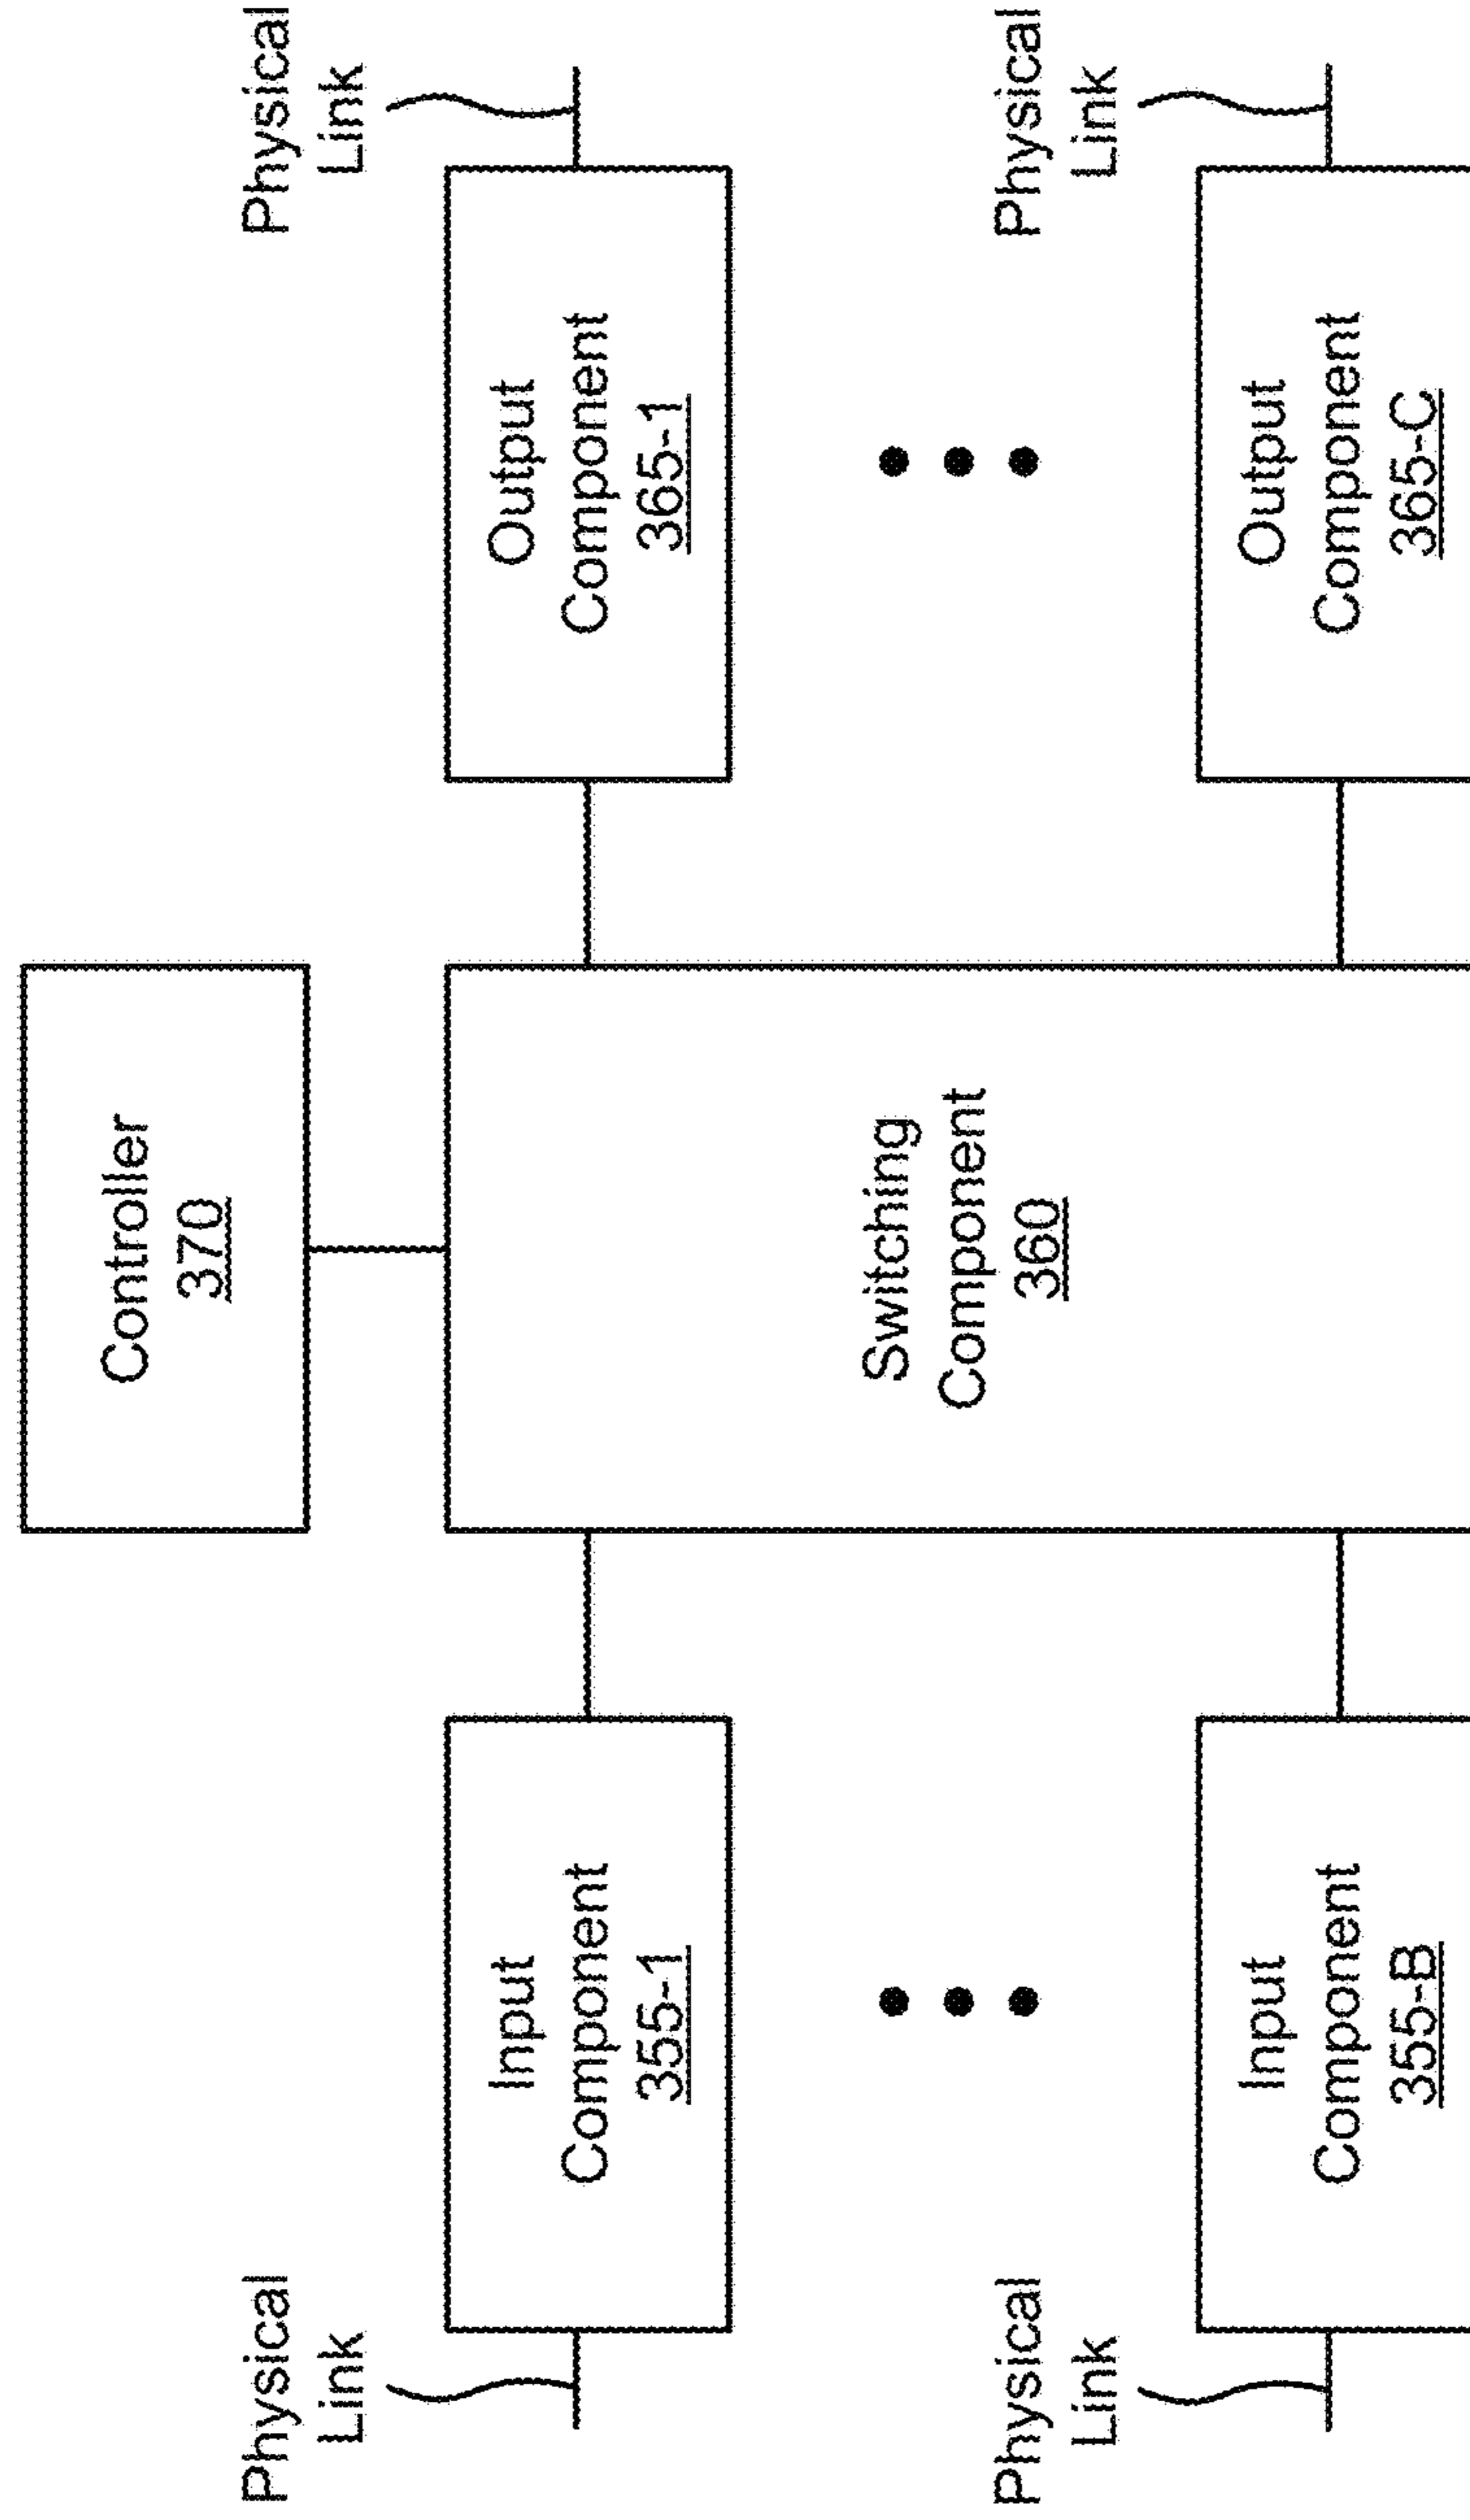 Controller
370
Physical
Link
Physical
Link
Input
Component
355-1
Output
Component
365-1
Switching
Component
360
Physical
Link
Physical
Link
Input
Component
355-B
Output
Component
365-C